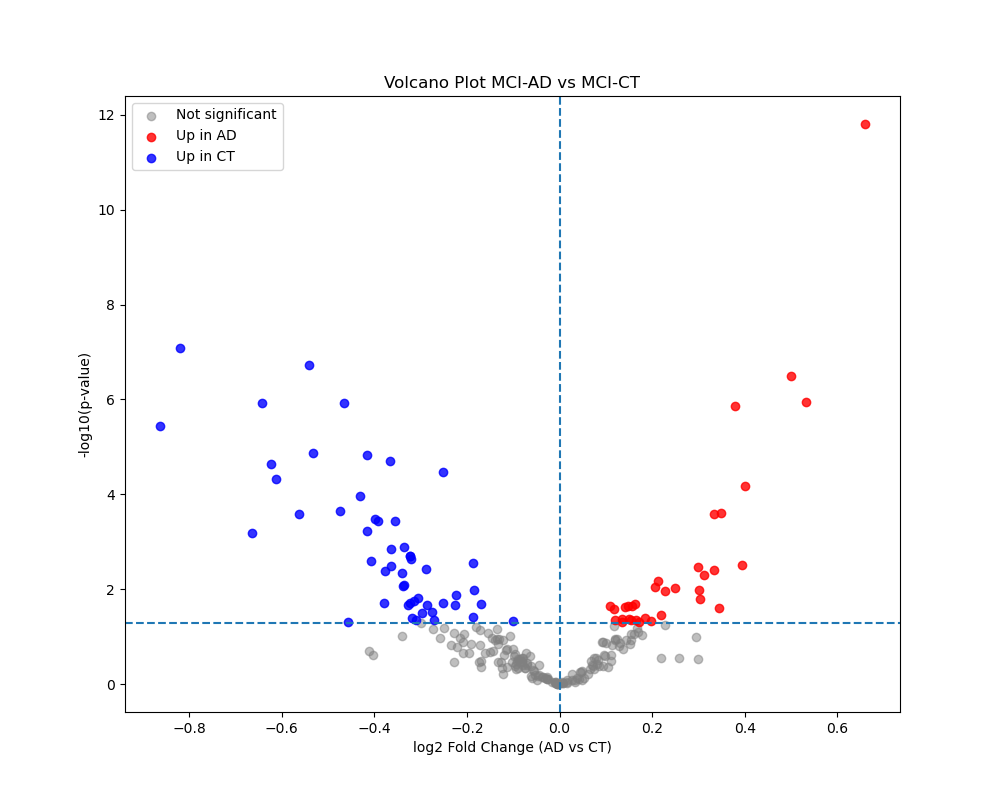 Volcano Plot MCI-AD vs MCI-CT
Not significant
Up in AD
Up in CT
-log10(p-value)
12
10
8
6
4
2
0
−0.8
−0.6
−0.4
−0.2
0.0
0.2
0.4
0.6
log2 Fold Change (AD vs CT)